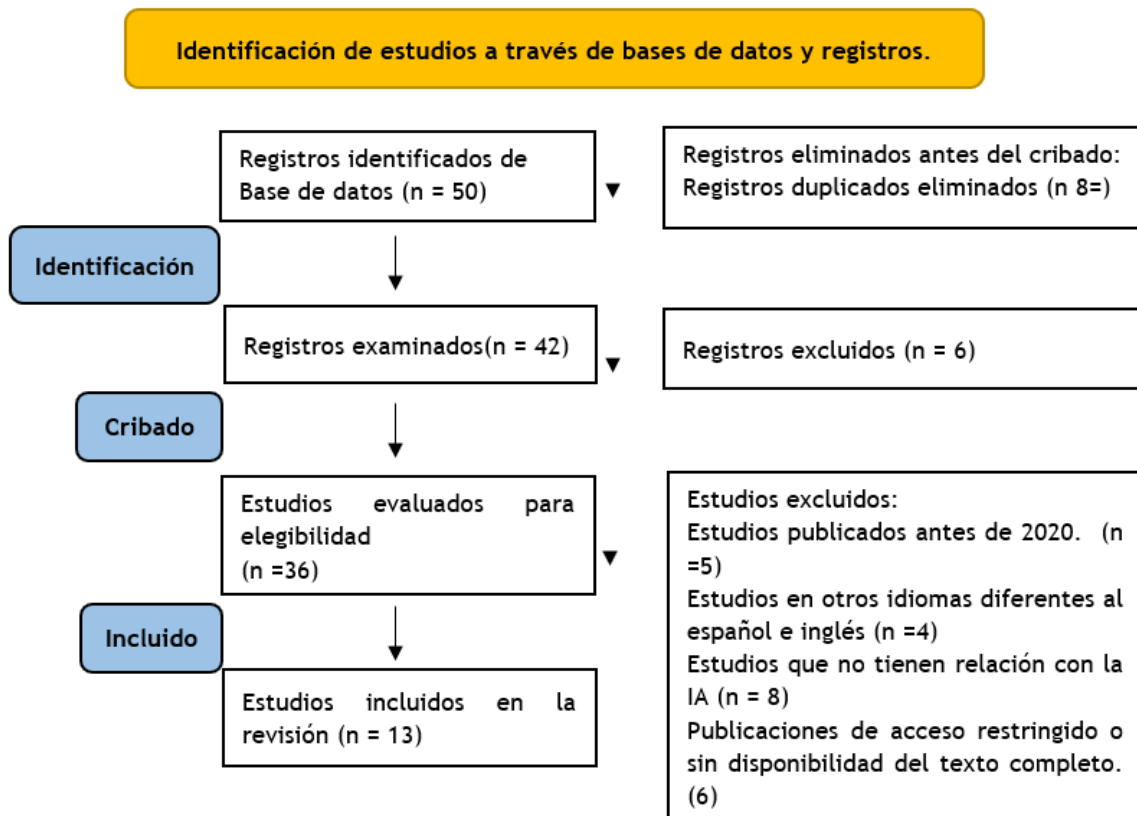 Identificación de estudios a través de bases de datos y registros.
Registros identificados de
Base de datos (n = 50)
Registros eliminados antes del cribado:
Registros duplicados eliminados (n 8=)
Identificación
Registros examinados(n = 42)
Registros excluidos (n = 6)
Cribado
Estudios evaluados para
elegibilidad
(n =36)
Estudios excluidos:
Estudios publicados antes de 2020. (n
=5)
Estudios en otros idiomas diferentes al
español e inglés (n =4)
Estudios que no tienen relación con la
IA (n = 8)
Publicaciones de acceso restringido o
sin disponibilidad del texto completo.
(6)
Incluido
Estudios incluidos en la
revisión (n = 13)